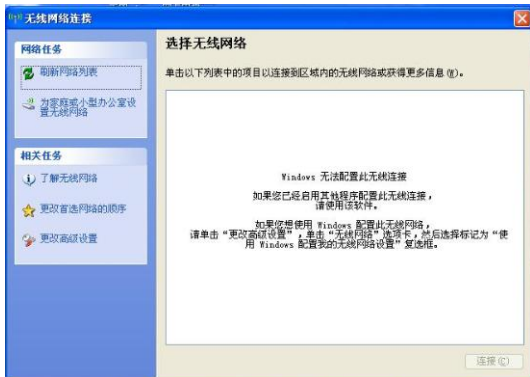 无线网络连接
选择无线网络
网络任务
刷新网络列表
为家庭或小型办公室设
置无线网络
相关任务
了解无线网络
更改首选网络的顺序
更改高级设置
单击以下列表中的项目以连接到区域内的无线网络或获得更多信息(W)。
Windows 无法配置此无线连接
如果您已经启用其他程序配置此无线连接，
请使用该软件。
如果您想使用 Windows 配置此无线网络，
请单击“更改高级设置”，单击“无线网络”选项卡，然后选择标记为“使
用 Windows 配置我的无线网络设置”复选框。
连接(C)